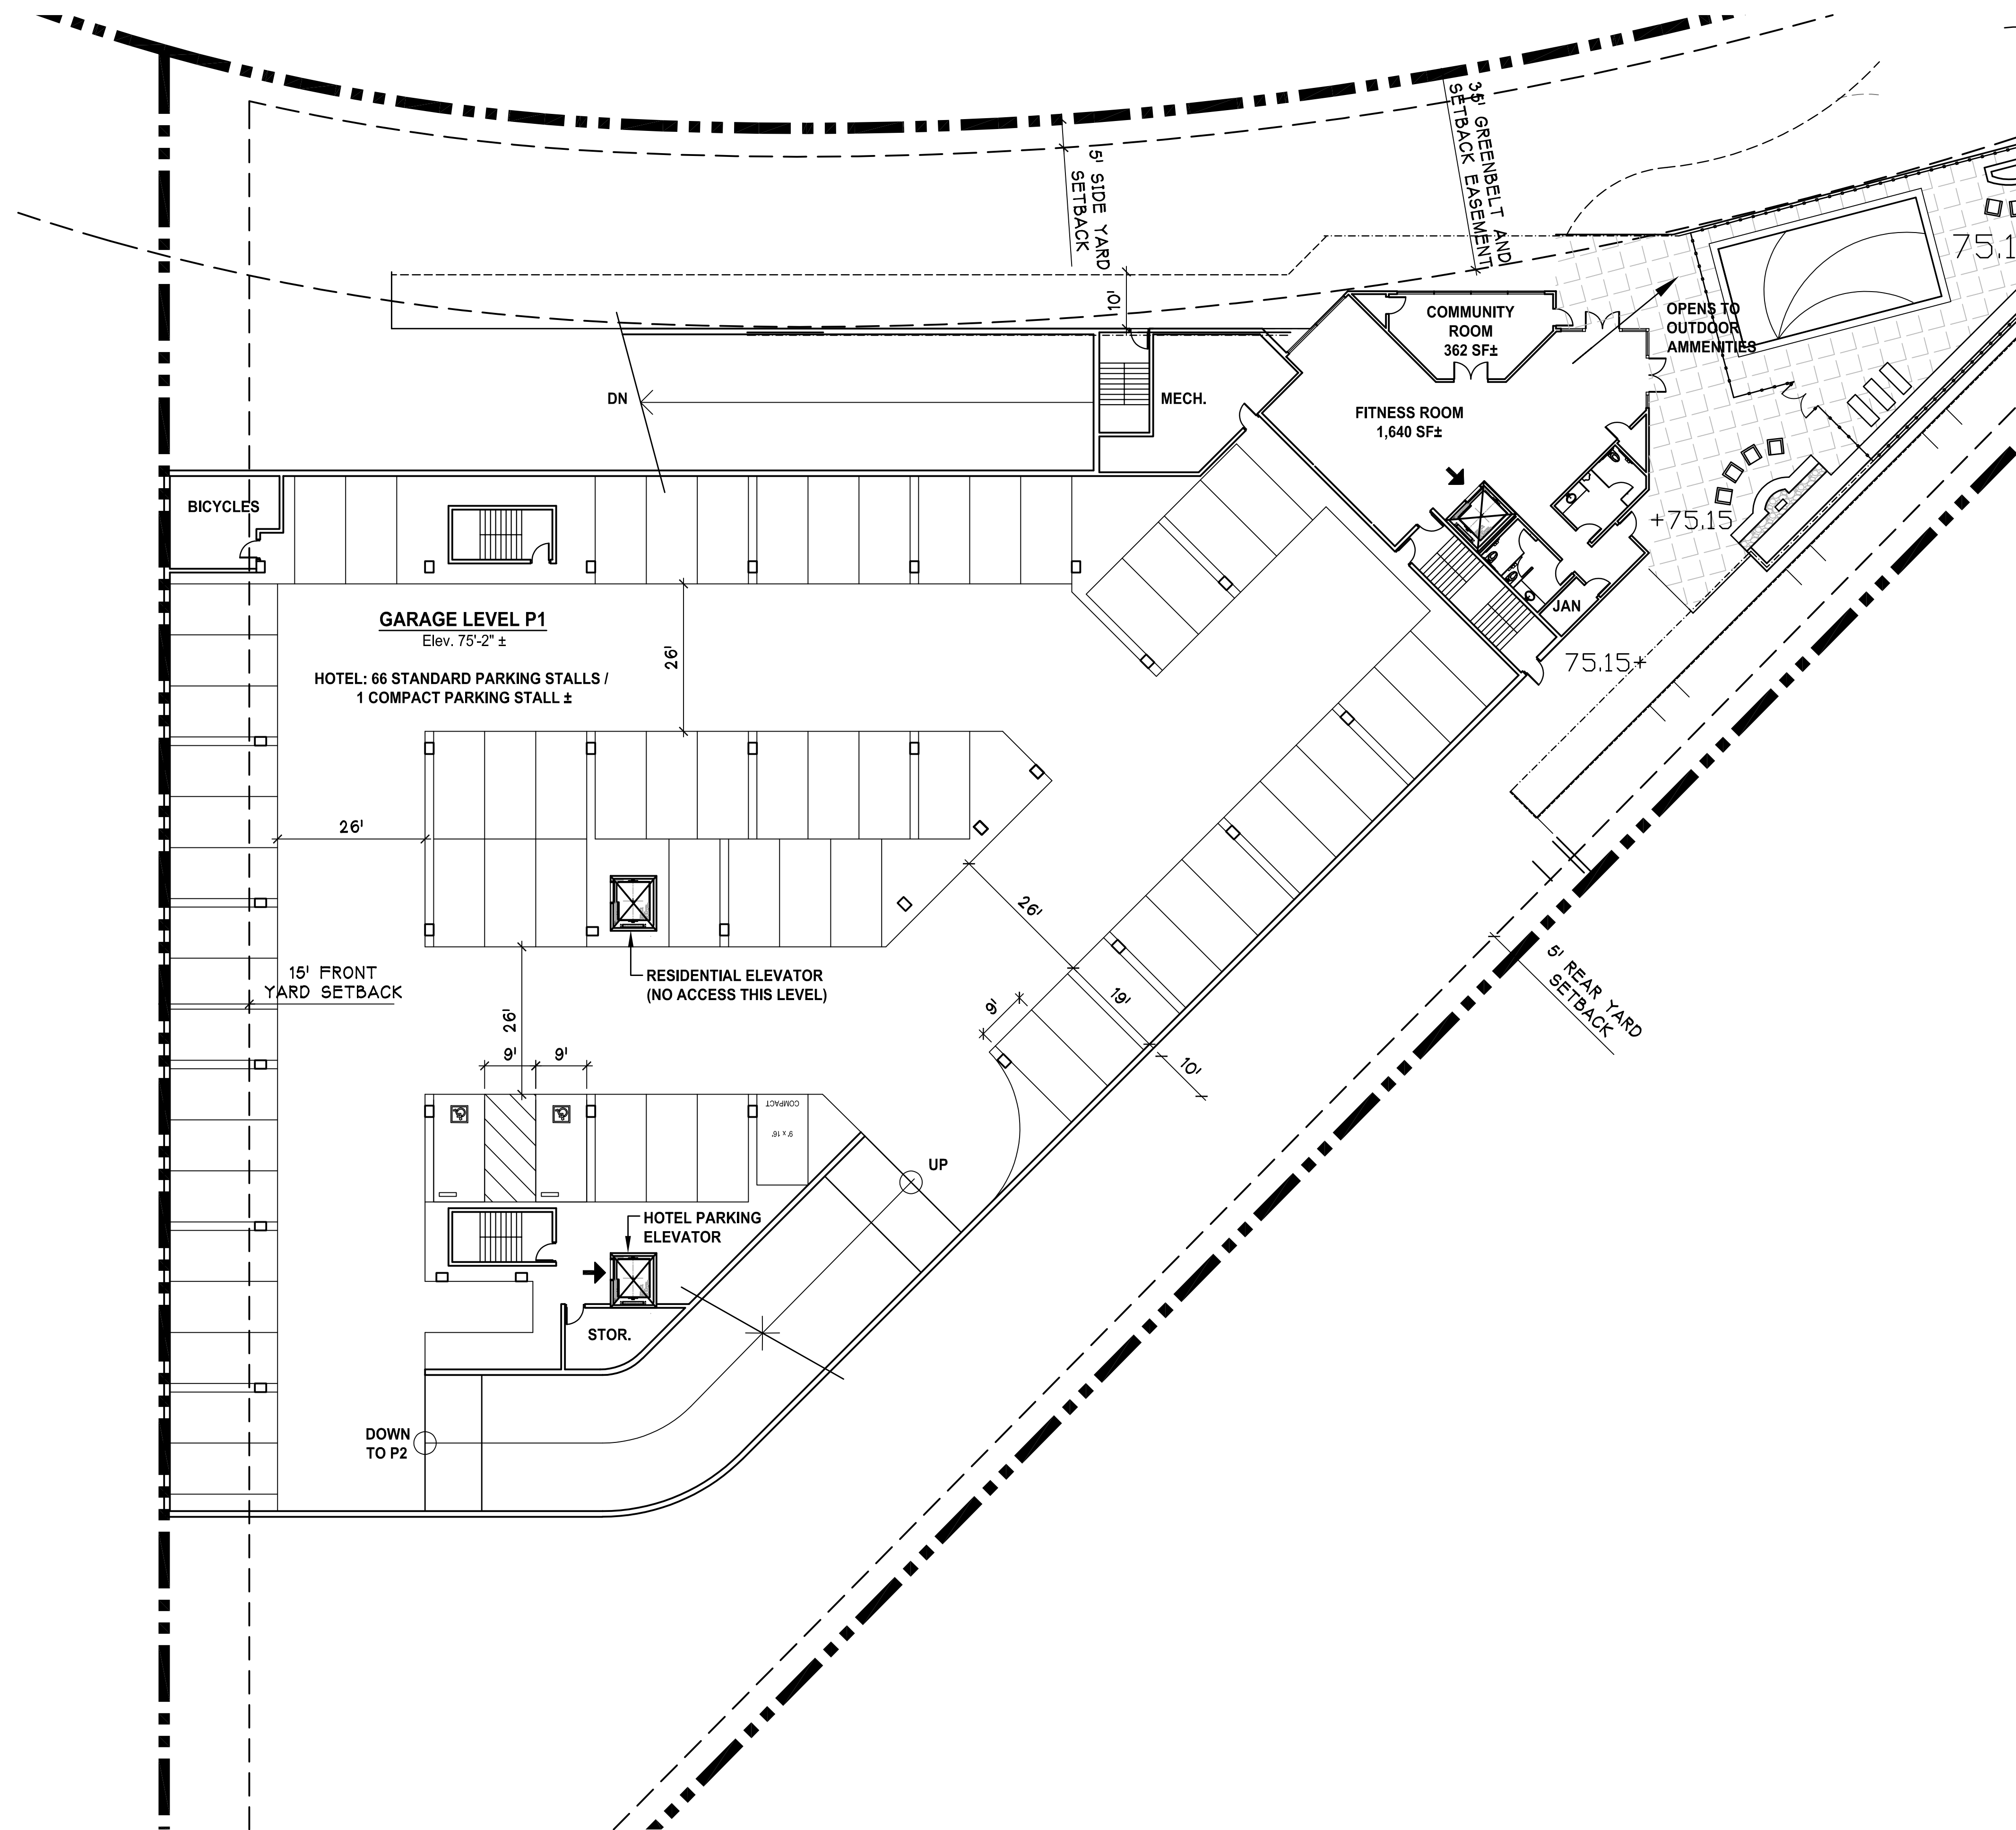 35' GREENBELT AND
SETBACK EASEMENT
5' SIDE YARD
SETBACK
10'
75.1
COMMUNITY
ROOM
362 SF±
OPENS TO
OUTDOOR
AMMENITIES
DN
MECH.
FITNESS ROOM
1,640 SF±
BICYCLES
+75.15
JAN
75.15+
GARAGE LEVEL P1
Elev. 75'-2" ±
26'
HOTEL: 66 STANDARD PARKING STALLS /
1 COMPACT PARKING STALL ±
26'
26'
RESIDENTIAL ELEVATOR
(NO ACCESS THIS LEVEL)
15' FRONT
YARD SETBACK
5' REAR YARD
SETBACK
19'
9'
10'
26'
9'
9'
COMPACT
9' x 16'
UP
HOTEL PARKING
ELEVATOR
STOR.
DOWN
TO P2